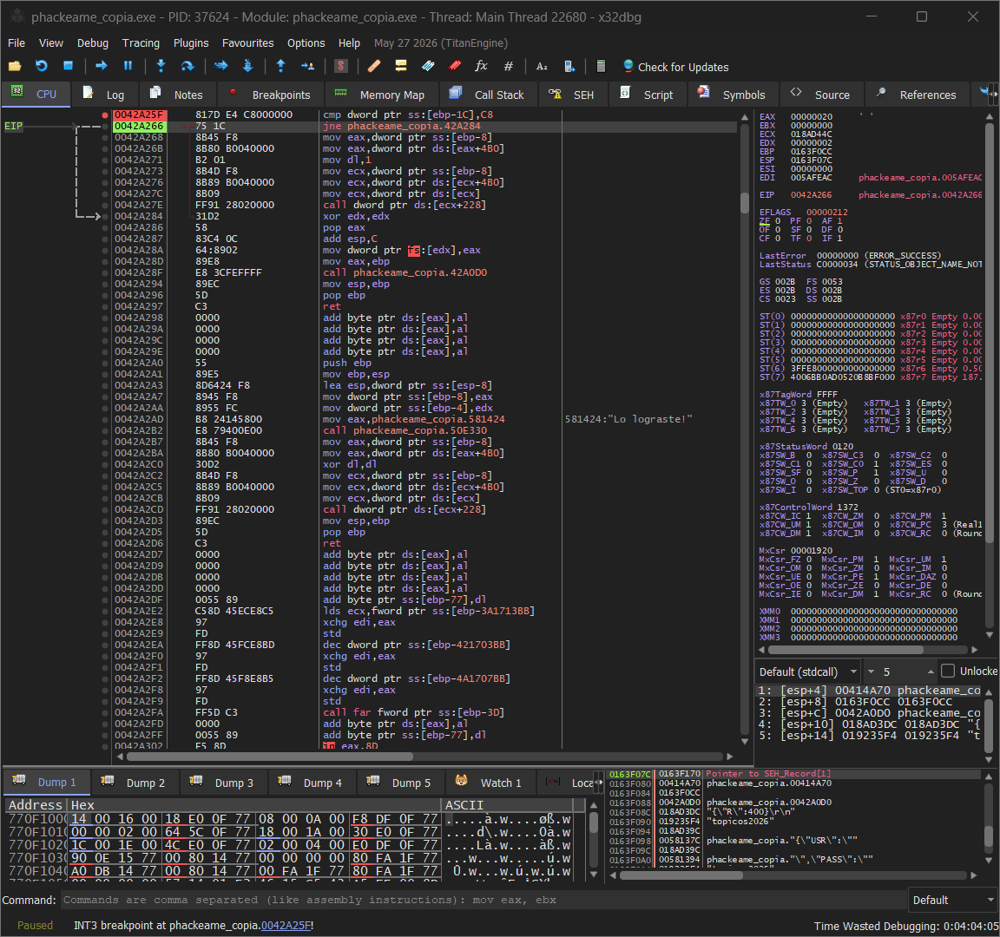 phackeame_copia.exe - PID: 37624 - Module: phackeame_copia.exe - Thread: Main Thread 22680 - x32dbg
File View Debug Tracing Plugins Favourites Options Help May 27 2026 (TitanEngine)
Check for Updates
CPU Log Notes Breakpoints Memory Map Call Stack SEH Script Symbols Source References
EIP
0042A25F 817D E4 C8000000 cmp dword ptr ss:[ebp-1C],C8
0042A266 75 1C jne phackeame_copia.42A284
0042A268 8B45 F8 mov eax,dword ptr ss:[ebp-8]
0042A26B 8B80 B0040000 mov eax,dword ptr ds:[eax+4B0]
0042A271 B2 01 mov dl,1
0042A273 8B4D F8 mov ecx,dword ptr ss:[ebp-8]
0042A276 8B89 B0040000 mov ecx,dword ptr ds:[ecx+4B0]
0042A27C 8B09 mov ecx,dword ptr ds:[ecx]
0042A27E FF91 28020000 call dword ptr ds:[ecx+228]
0042A284 31D2 xor edx,edx
0042A286 58 pop eax
0042A287 83C4 0C add esp,C
0042A28A 64:8902 mov dword ptr fs:[edx],eax
0042A28D 89E8 mov eax,ebp
0042A28F E8 3CFEFFFF call phackeame_copia.42A0D0
0042A294 89EC mov esp,ebp
0042A296 5D pop ebp
0042A297 C3 ret
0042A298 0000 add byte ptr ds:[eax],al
0042A29A 0000 add byte ptr ds:[eax],al
0042A29C 0000 add byte ptr ds:[eax],al
0042A29E 0000 add byte ptr ds:[eax],al
0042A2A0 55 push ebp
0042A2A1 89E5 mov ebp,esp
0042A2A3 8D6424 F8 lea esp,dword ptr ss:[esp-8]
0042A2A7 8945 F8 mov dword ptr ss:[ebp-8],eax
0042A2AA 8955 FC mov dword ptr ss:[ebp-4],edx
0042A2AD B8 24145800 mov eax,phackeame_copia.581424 581424:"Lo lograste!"
0042A2B2 E8 79400E00 call phackeame_copia.50E330
0042A2B7 8B45 F8 mov eax,dword ptr ss:[ebp-8]
0042A2BA 8B80 B0040000 mov eax,dword ptr ds:[eax+4B0]
0042A2C0 30D2 xor dl,dl
0042A2C2 8B4D F8 mov ecx,dword ptr ss:[ebp-8]
0042A2C5 8B89 B0040000 mov ecx,dword ptr ds:[ecx+4B0]
0042A2CB 8B09 mov ecx,dword ptr ds:[ecx]
0042A2CD FF91 28020000 call dword ptr ds:[ecx+228]
0042A2D3 89EC mov esp,ebp
0042A2D5 5D pop ebp
0042A2D6 C3 ret
0042A2D7 0000 add byte ptr ds:[eax],al
0042A2D9 0000 add byte ptr ds:[eax],al
0042A2DB 0000 add byte ptr ds:[eax],al
0042A2DD 0000 add byte ptr ds:[eax],al
0042A2DF 0055 89 add byte ptr ss:[ebp-77],dl
0042A2E2 C58D 45ECE8C5 lds ecx,fword ptr ss:[ebp-3A1713BB]
0042A2E8 97 xchg edi,eax
0042A2E9 FD std
0042A2EA FF8D 45FCE8BD dec dword ptr ss:[ebp-421703BB]
0042A2F0 97 xchg edi,eax
0042A2F1 FD std
0042A2F2 FF8D 45F8E8B5 dec dword ptr ss:[ebp-4A1707BB]
0042A2F8 97 xchg edi,eax
0042A2F9 FD std
0042A2FA FF5D C3 call far fword ptr ss:[ebp-3D]
0042A2FD 0000 add byte ptr ds:[eax],al
0042A2FF 0055 89 add byte ptr ss:[ebp-77],dl
0042A302 E5 8D in eax,8D
EAX 00000020 ' '
EBX 00000000
ECX 018AD44C
EDX 00000002
EBP 0163F0CC
ESP 0163F07C
ESI 00000000
EDI 005AFEAC phackeame_copia.005AFEAC
EIP 0042A266 phackeame_copia.0042A266
EFLAGS 00000212
ZF 0 PF 0 AF 1
OF 0 SF 0 DF 0
CF 0 TF 0 IF 1
LastError 00000000 (ERROR_SUCCESS)
LastStatus C0000034 (STATUS_OBJECT_NAME_NOT
GS 002B FS 0053
ES 002B DS 002B
CS 0023 SS 002B
ST(0) 00000000000000000000 x87r0 Empty 0.00
ST(1) 00000000000000000000 x87r1 Empty 0.00
ST(2) 00000000000000000000 x87r2 Empty 0.00
ST(3) 00000000000000000000 x87r3 Empty 0.00
ST(4) 00000000000000000000 x87r4 Empty 0.00
ST(5) 00000000000000000000 x87r5 Empty 0.00
ST(6) 3FFE8000000000000000 x87r6 Empty 0.50
ST(7) 4006BB0AD0520B8BF000 x87r7 Empty 187.
x87TagWord FFFF
x87TW_0 3 (Empty) x87TW_1 3 (Empty)
x87TW_2 3 (Empty) x87TW_3 3 (Empty)
x87TW_4 3 (Empty) x87TW_5 3 (Empty)
x87TW_6 3 (Empty) x87TW_7 3 (Empty)
x87StatusWord 0120
x87SW_B 0 x87SW_C3 0 x87SW_C2 0
x87SW_C1 0 x87SW_C0 1 x87SW_ES 0
x87SW_SF 0 x87SW_P 1 x87SW_U 0
x87SW_O 0 x87SW_Z 0 x87SW_D 0
x87SW_I 0 x87SW_TOP 0 (ST0=x87r0)
x87ControlWord 1372
x87CW_IC 1 x87CW_ZM 0 x87CW_PM 1
x87CW_UM 1 x87CW_OM 0 x87CW_PC 3 (Real1
x87CW_DM 1 x87CW_IM 0 x87CW_RC 0 (Round
MxCsr 00001920
MxCsr_FZ 0 MxCsr_PM 1 MxCsr_UM 1
MxCsr_OM 0 MxCsr_ZM 0 MxCsr_IM 0
MxCsr_UE 0 MxCsr_PE 1 MxCsr_DAZ 0
MxCsr_OE 0 MxCsr_ZE 0 MxCsr_DE 0
MxCsr_IE 0 MxCsr_DM 1 MxCsr_RC 0 (Round
XMM0 00000000000000000000000000000000
XMM1 00000000000000000000000000000000
XMM2 00000000000000000000000000000000
XMM3 00000000000000000000000000000000
Default (stdcall) 5 Unlocke
1: [esp+4] 00414A70 phackeame_co
2: [esp+8] 0163F0CC 0163F0CC
3: [esp+C] 0042A0D0 phackeame_co
4: [esp+10] 018AD3DC 018AD3DC "{
5: [esp+14] 019235F4 019235F4 "t
Dump 1 Dump 2 Dump 3 Dump 4 Dump 5 Watch 1 Loca
Address Hex ASCII
770F1000 14 00 16 00 18 E0 0F 77 08 00 0A 00 F8 DF 0F 77 .....à.w....øß.w
770F1010 00 00 02 00 64 5C 0F 77 18 00 1A 00 30 E0 0F 77 ....d\.w....0à.w
770F1020 1C 00 1E 00 4C E0 0F 77 02 00 04 00 E0 DF 0F 77 ....Là.w....àß.w
770F1030 90 0E 15 77 00 80 14 77 00 00 00 00 80 FA 1F 77 ...w...w.....ú.w
770F1040 A0 DB 14 77 00 80 14 77 00 FA 1F 77 80 FA 1F 77  Û.w...w.ú.w.ú.w
0163F07C 0163F170 Pointer to SEH_Record[1]
0163F080 00414A70 phackeame_copia.00414A70
0163F084 0163F0CC
0163F088 0042A0D0 phackeame_copia.0042A0D0
0163F08C 018AD3DC "{\"R\":400}\r\n"
0163F090 019235F4 "topicos2026"
0163F094 018AD39C
0163F098 0058137C phackeame_copia."{\"USR\":\""
0163F09C 018AD3BC
0163F0A0 00581394 phackeame_copia."\",\"PASS\":\""
Command: Commands are comma separated (like assembly instructions): mov eax, ebx Default
Paused INT3 breakpoint at phackeame_copia.0042A25F! Time Wasted Debugging: 0:04:04:05